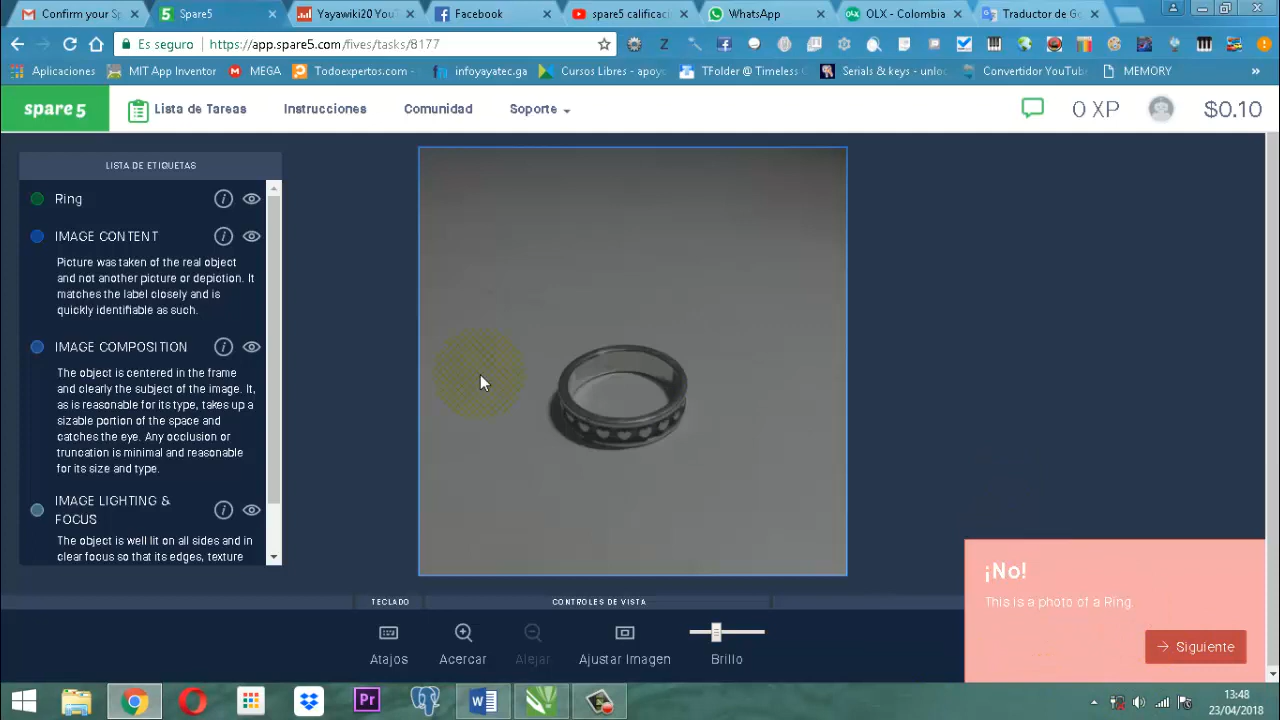 Confirm your S
Spare5
Yayawiki20 YouT
Facebook
spare5 calificaci
WhatsApp
OLX - Colombia
Traductor de Go
Es seguro
https://app.spare5.com/fives/tasks/8177
Aplicaciones
MIT App Inventor
MEGA
Todoexpertos.com -
infoyayatec.ga
Cursos Libres - apoy
TFolder @ Timeless
Serials & keys - unloc
Convertidor YouTub
MEMORY
»
spare5
Lista de Tareas
Instrucciones
Comunidad
Soporte
0 XP
$0.10
LISTA DE ETIQUETAS
Ring
IMAGE CONTENT
Picture was taken of the real object
and not another picture or depiction. It
matches the label closely and is
quickly identifiable as such.
IMAGE COMPOSITION
The object is centered in the frame
and clearly the subject of the image. It,
as is reasonable for its type, takes up a
sizable portion of the space and
catches the eye. Any occlusion or
truncation is minimal and reasonable
for its size and type.
IMAGE LIGHTING &
FOCUS
The object is well lit on all sides and in
clear focus so that its edges, texture
¡No!
This is a photo of a Ring.
Siguiente
TECLADO
CONTROLES DE VISTA
Atajos
Acercar
Alejar
Ajustar Imagen
Brillo
13:48
23/04/2018